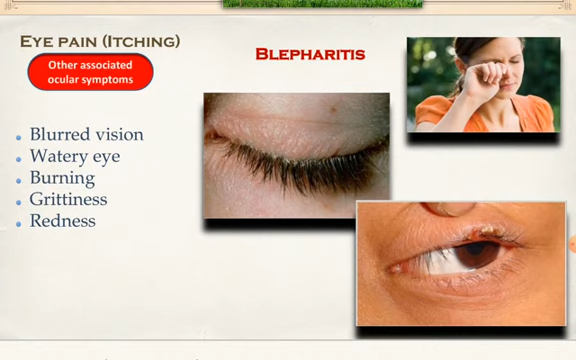 Eye pain (Itching)
Other associated
ocular symptoms
Blepharitis
Blurred vision
Watery eye
Burning
Grittiness
Redness